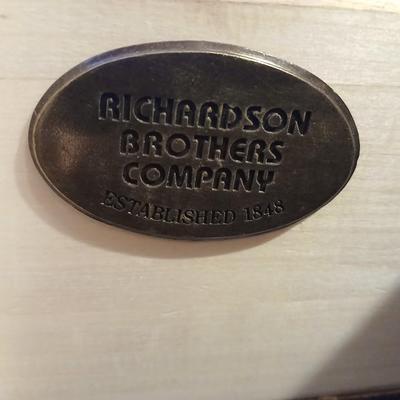 RICHARDSON
BROTHERS
COMPANY
ESTABLISHED 1848